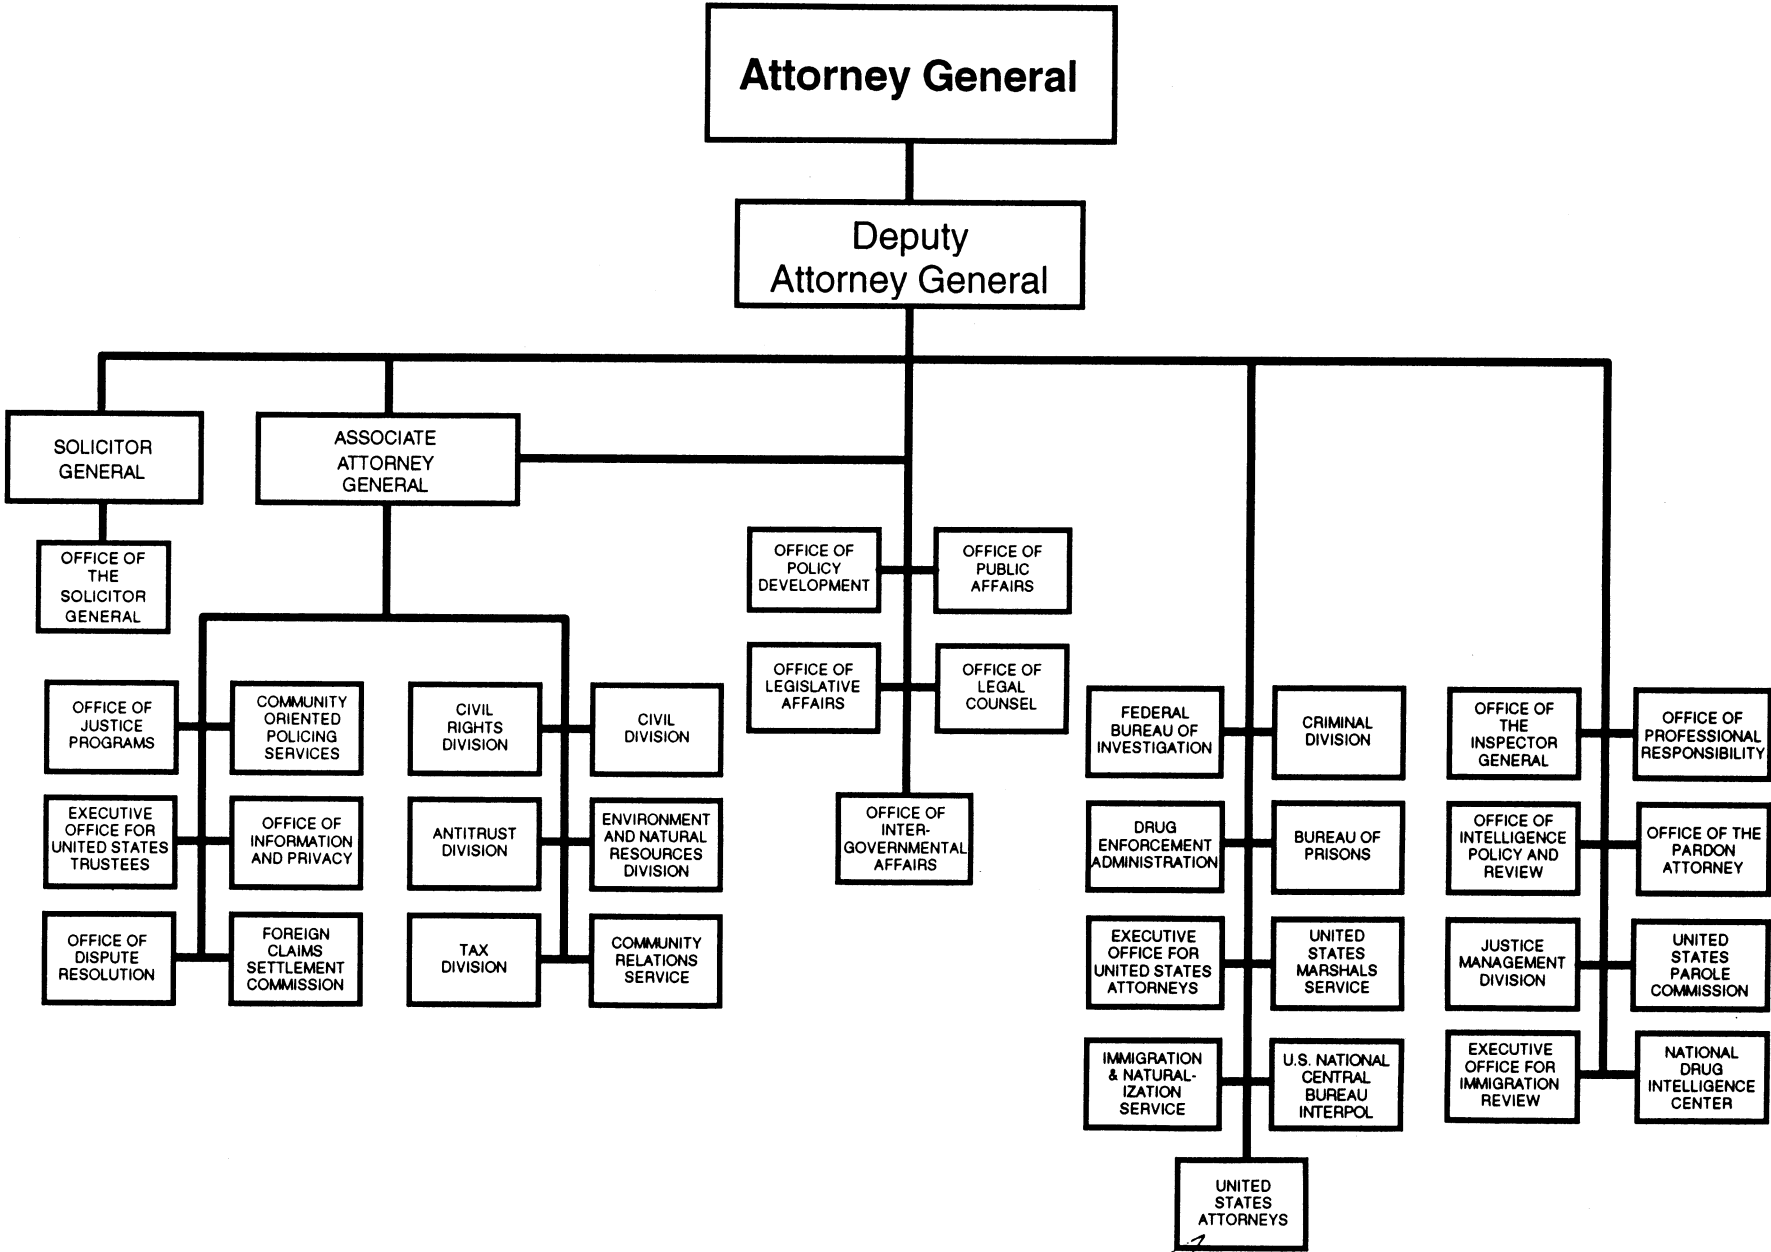 Attorney General
Deputy
Attorney General
SOLICITOR
GENERAL
ASSOCIATE
ATTORNEY
GENERAL
OFFICE OF
THE
SOLICITOR
GENERAL
OFFICE OF
POLICY
DEVELOPMENT
OFFICE OF
PUBLIC
AFFAIRS
OFFICE OF
LEGISLATIVE
AFFAIRS
OFFICE OF
LEGAL
COUNSEL
OFFICE OF
INTER-
GOVERNMENTAL
AFFAIRS
OFFICE OF
JUSTICE
PROGRAMS
COMMUNITY
ORIENTED
POLICING
SERVICES
CIVIL
RIGHTS
DIVISION
CIVIL
DIVISION
EXECUTIVE
OFFICE FOR
UNITED STATES
TRUSTEES
OFFICE OF
INFORMATION
AND PRIVACY
ANTITRUST
DIVISION
ENVIRONMENT
AND NATURAL
RESOURCES
DIVISION
OFFICE OF
DISPUTE
RESOLUTION
FOREIGN
CLAIMS
SETTLEMENT
COMMISSION
TAX
DIVISION
COMMUNITY
RELATIONS
SERVICE
FEDERAL
BUREAU OF
INVESTIGATION
CRIMINAL
DIVISION
DRUG
ENFORCEMENT
ADMINISTRATION
BUREAU OF
PRISONS
EXECUTIVE
OFFICE FOR
UNITED STATES
ATTORNEYS
UNITED
STATES
MARSHALS
SERVICE
IMMIGRATION
& NATURAL-
IZATION
SERVICE
U.S. NATIONAL
CENTRAL
BUREAU
INTERPOL
UNITED
STATES
ATTORNEYS
OFFICE OF
THE
INSPECTOR
GENERAL
OFFICE OF
PROFESSIONAL
RESPONSIBILITY
OFFICE OF
INTELLIGENCE
POLICY AND
REVIEW
OFFICE OF THE
PARDON
ATTORNEY
JUSTICE
MANAGEMENT
DIVISION
UNITED
STATES
PAROLE
COMMISSION
EXECUTIVE
OFFICE FOR
IMMIGRATION
REVIEW
NATIONAL
DRUG
INTELLIGENCE
CENTER